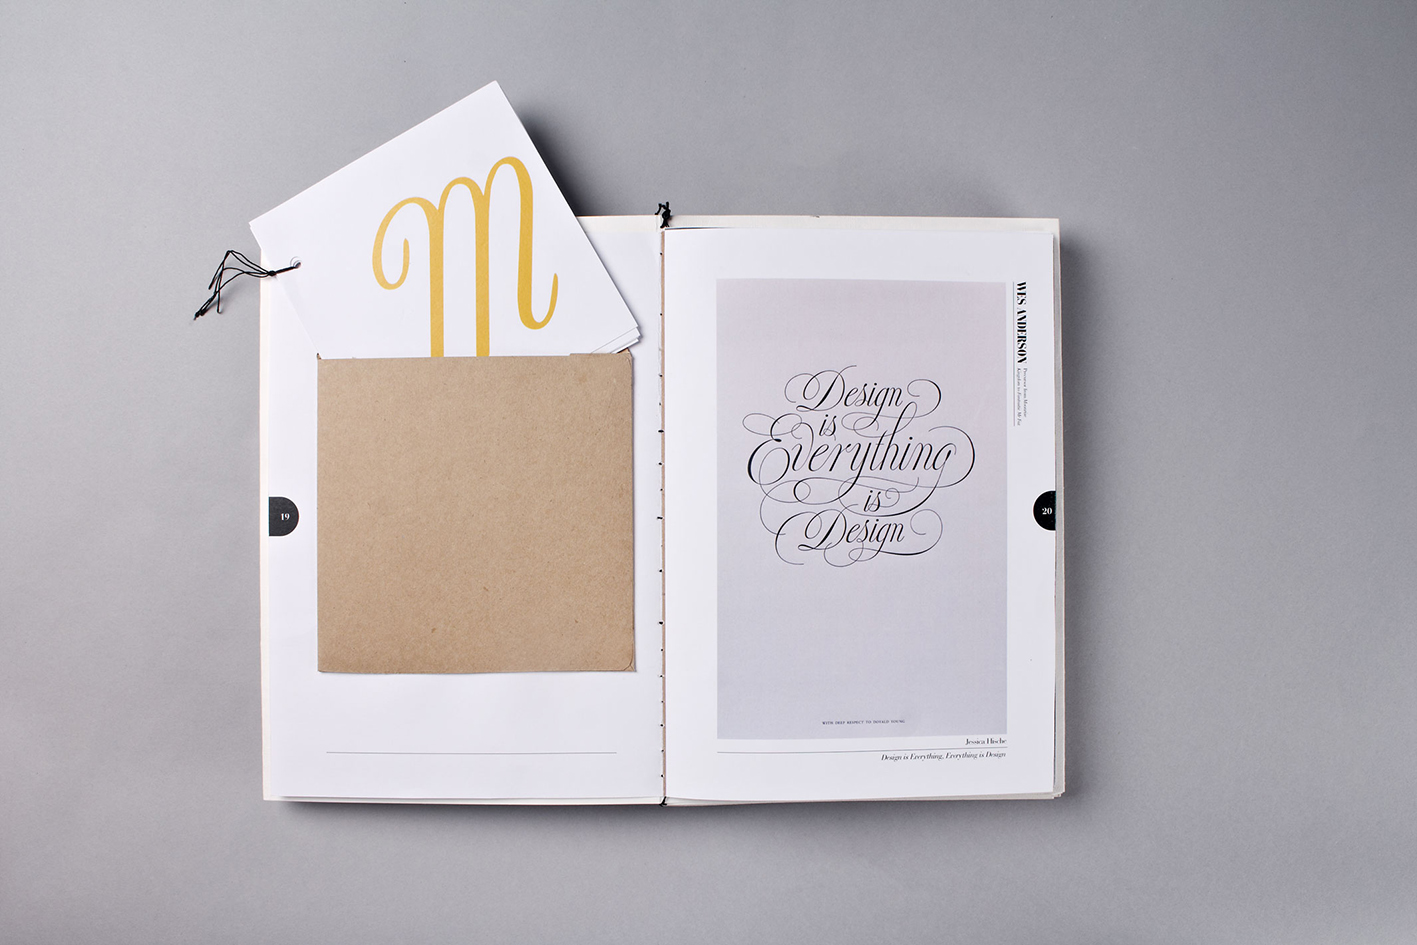 m
19
Design
is
Everything
is
Design
WITH DEEP RESPECT TO DOYALD YOUNG
Jessica Hische
Design is Everything, Everything is Design
WES ANDERSON
20